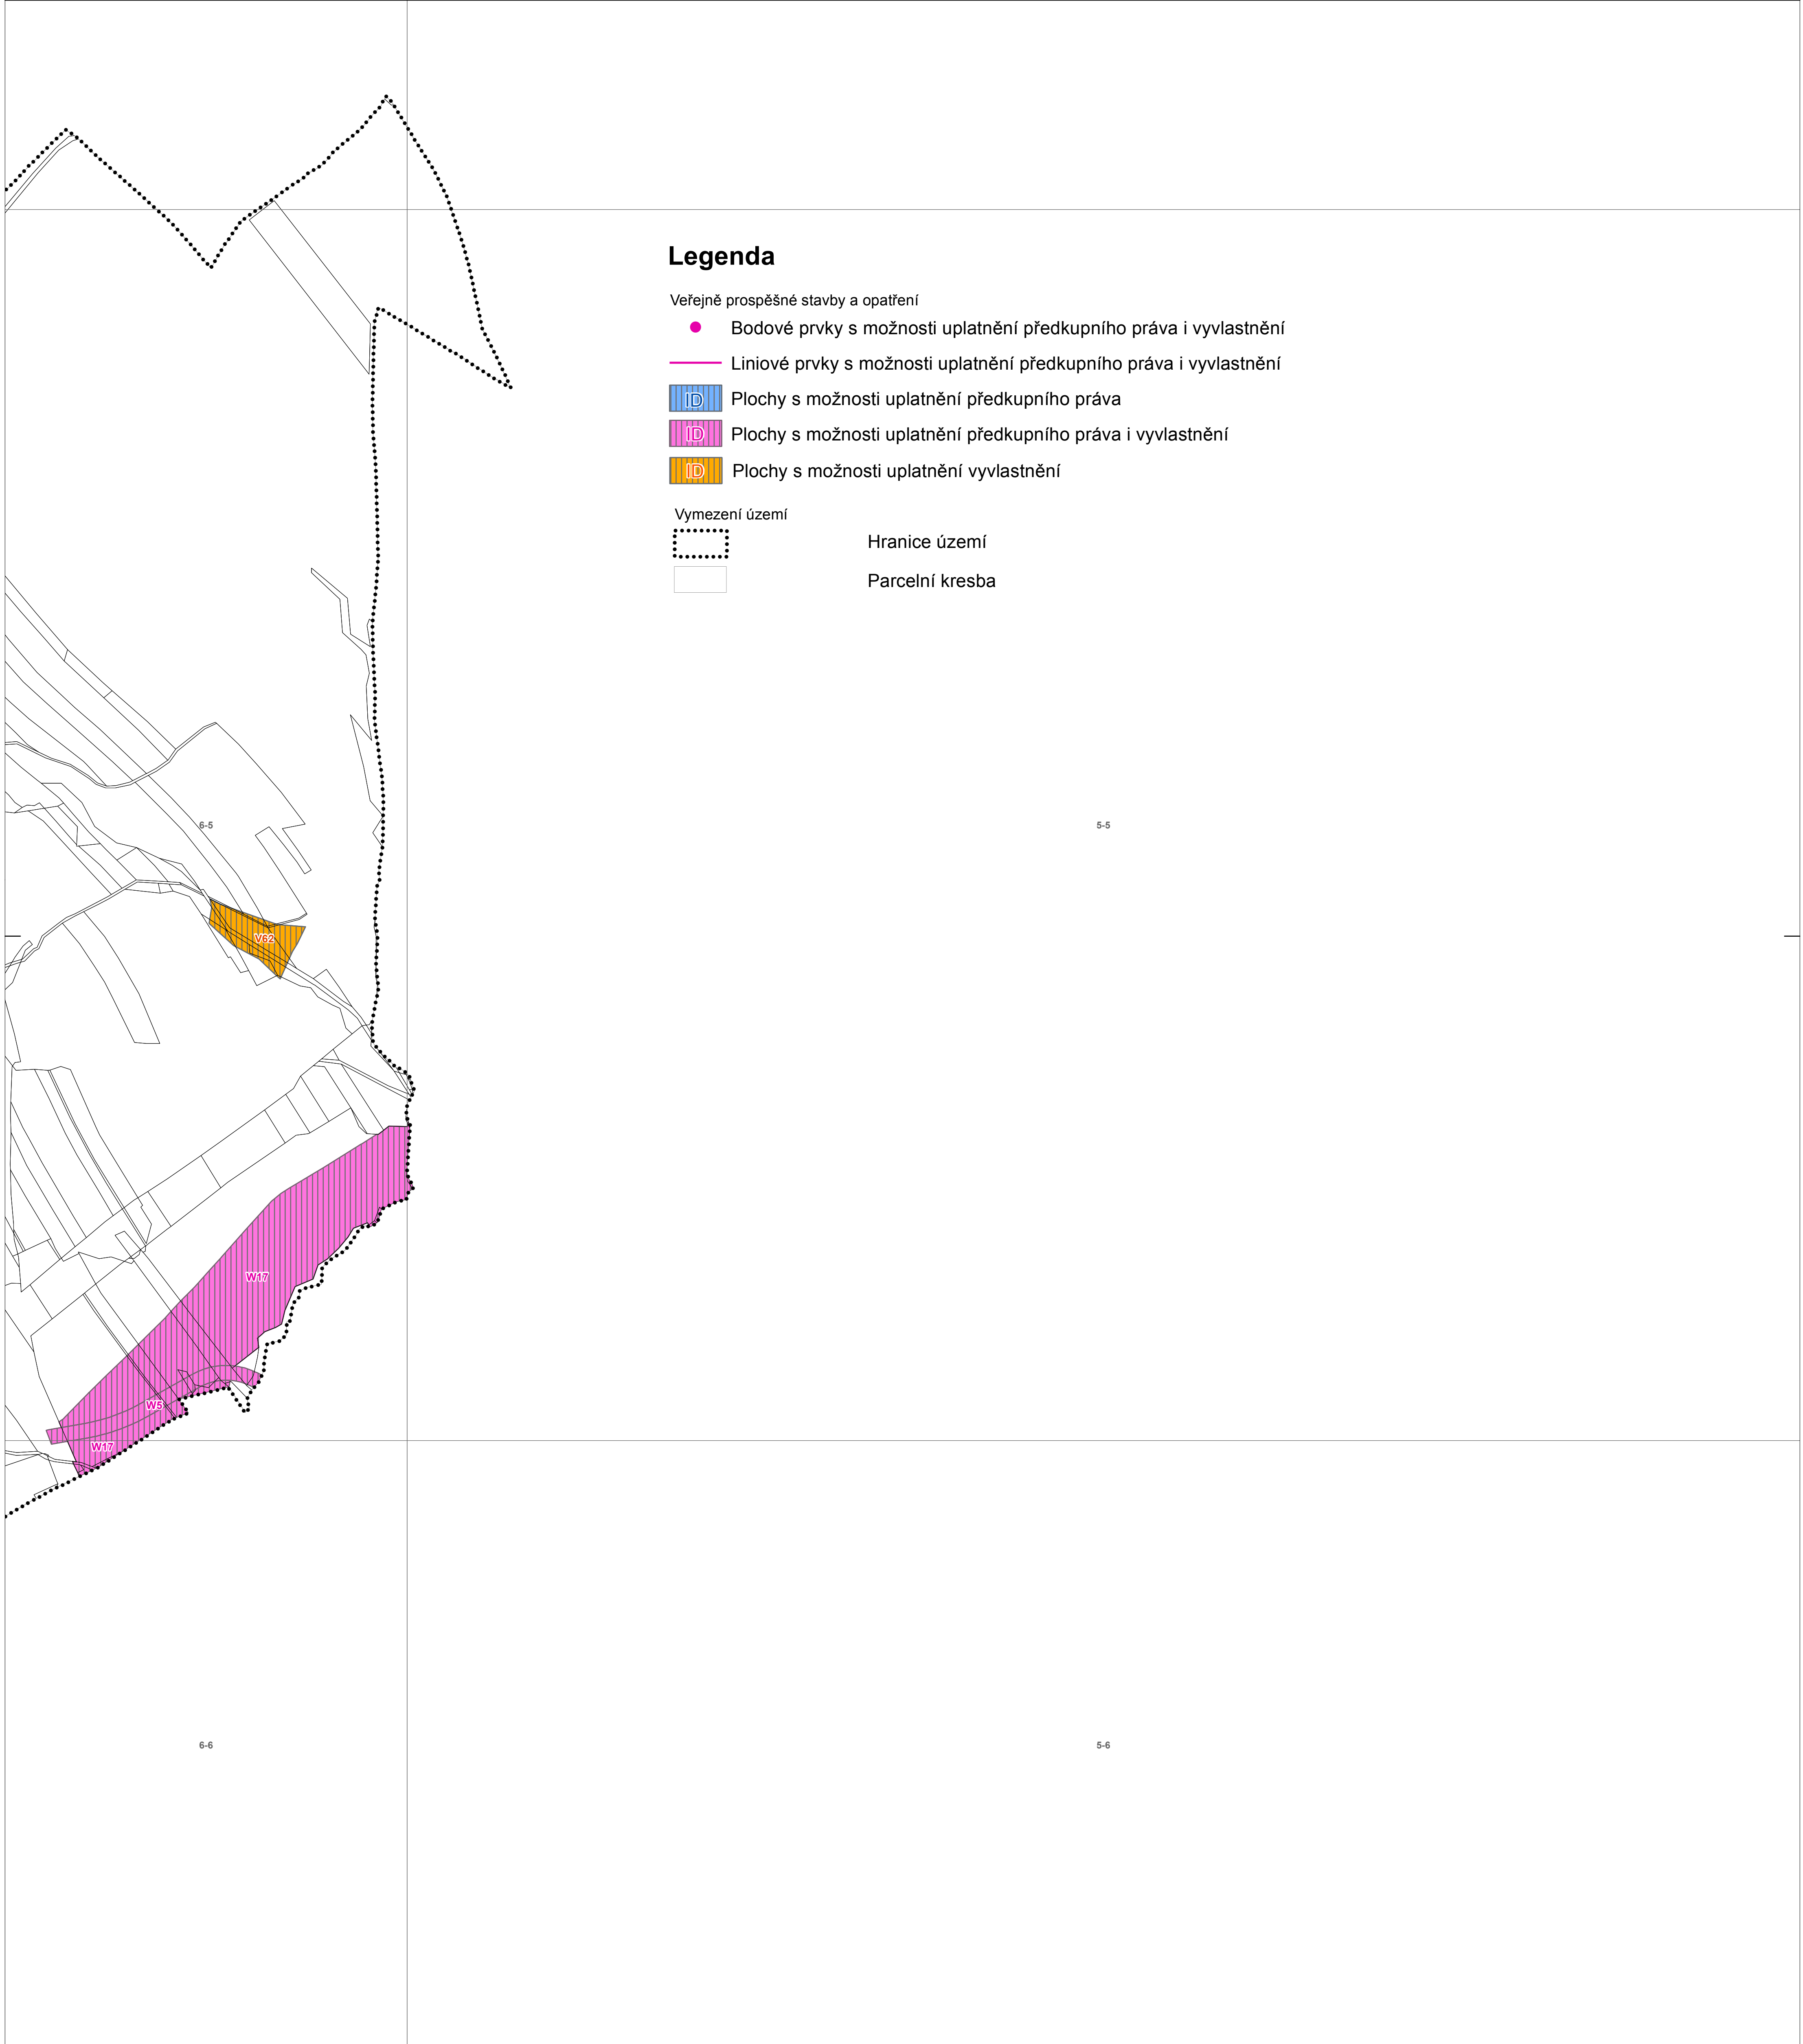 Legenda
Veřejně prospěšné stavby a opatření
Bodové prvky s možnosti uplatnění předkupního práva i vyvlastnění
Liniové prvky s možnosti uplatnění předkupního práva i vyvlastnění
ID Plochy s možnosti uplatnění předkupního práva
ID Plochy s možnosti uplatnění předkupního práva i vyvlastnění
ID Plochy s možnosti uplatnění vyvlastnění
Vymezení území
Hranice území
Parcelní kresba
6-5
5-5
V62
W17
W5
W17
6-6
5-6